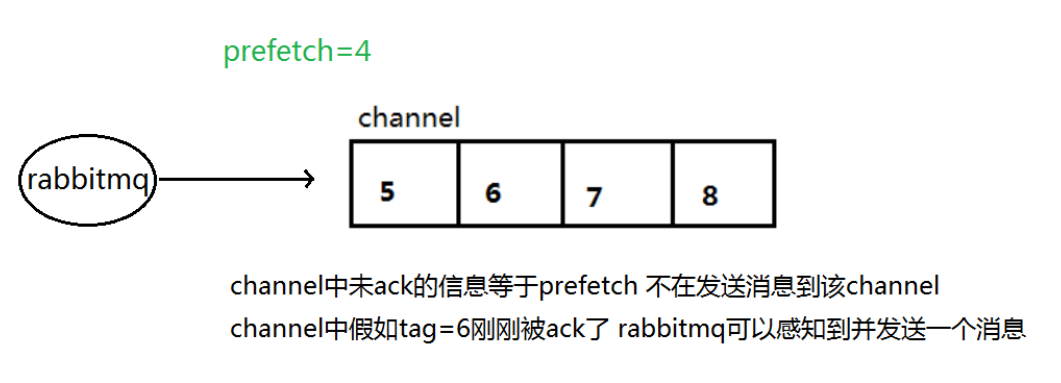 prefetch=4
channel
rabbitmq
5 6 7 8
channel中未ack的信息等于prefetch 不在发送消息到该channel
channel中假如tag=6刚刚被ack了 rabbitmq可以感知到并发送一个消息